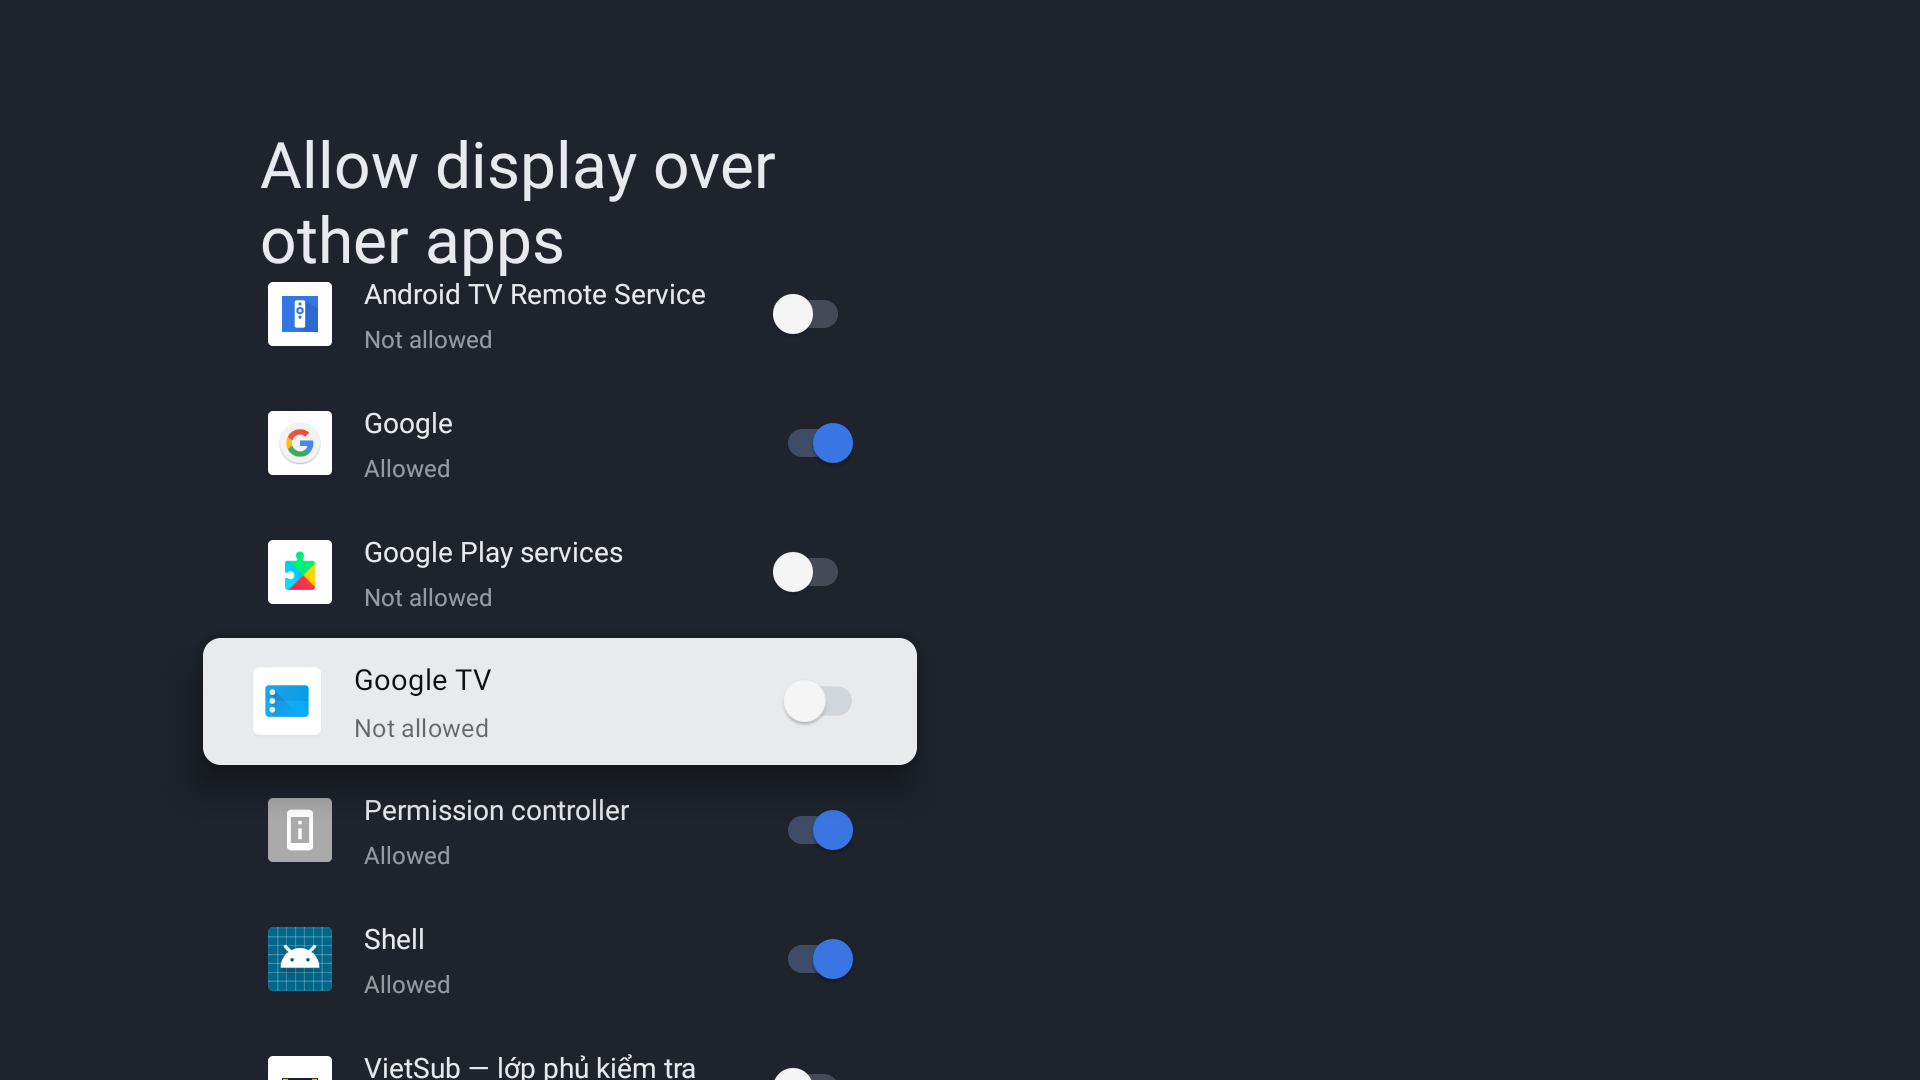 Allow display over
other apps
Android TV Remote Service
Not allowed
Google
Allowed
Google Play services
Not allowed
Google TV
Not allowed
Permission controller
Allowed
Shell
Allowed
VietSub — lớp phủ kiểm tra